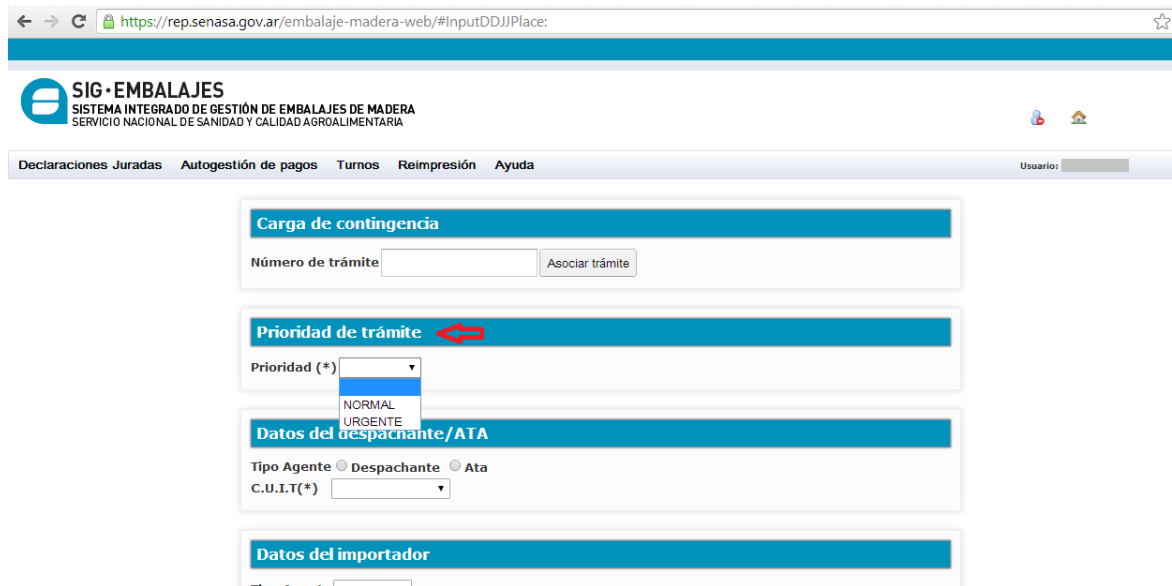 https://rep.senasa.gov.ar/embalaje-madera-web/#InputDDJJPlace:
SIG·EMBALAJES
SISTEMA INTEGRADO DE GESTIÓN DE EMBALAJES DE MADERA
SERVICIO NACIONAL DE SANIDAD Y CALIDAD AGROALIMENTARIA
Declaraciones Juradas Autogestión de pagos Turnos Reimpresión Ayuda Usuario:
Carga de contingencia
Número de trámite Asociar trámite
Prioridad de trámite
Prioridad (*)
NORMAL
URGENTE
Datos del despachante/ATA
Tipo Agente Despachante Ata
C.U.I.T(*)
Datos del importador